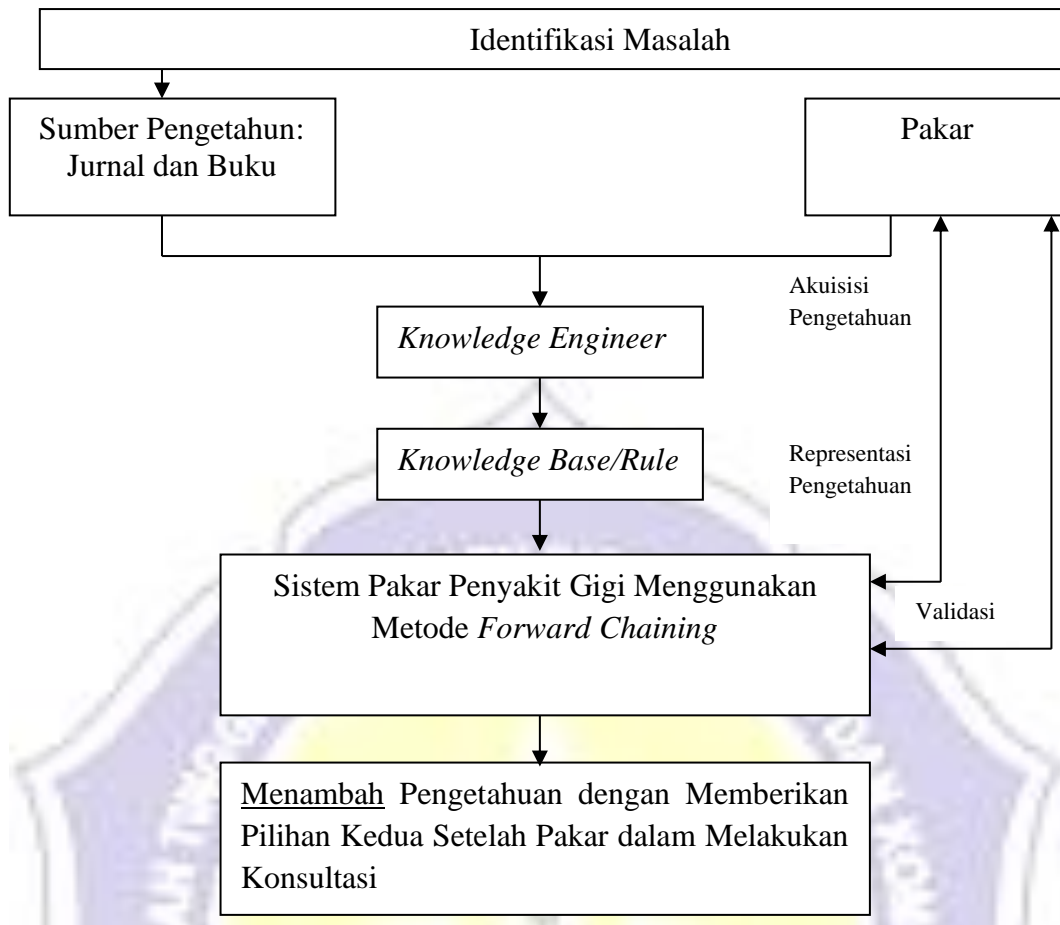 Identifikasi Masalah
Sumber Pengetahun:
Jurnal dan Buku
Pakar
Akuisisi
Pengetahuan
Knowledge Engineer
Knowledge Base/Rule
Representasi
Pengetahuan
Sistem Pakar Penyakit Gigi Menggunakan
Metode Forward Chaining
Validasi
Menambah Pengetahuan dengan Memberikan
Pilihan Kedua Setelah Pakar dalam Melakukan
Konsultasi